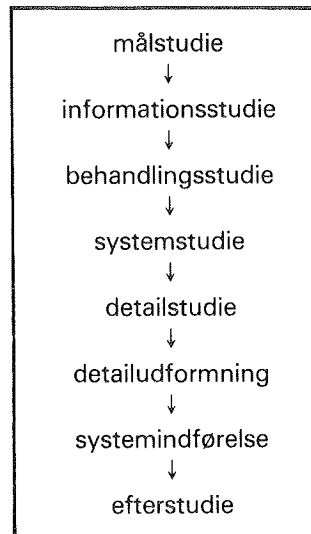 målstudie
↓
informationsstudie
↓
behandlingsstudie
↓
systemstudie
↓
detailstudie
↓
detailudformning
↓
systemindførelse
↓
efterstudie